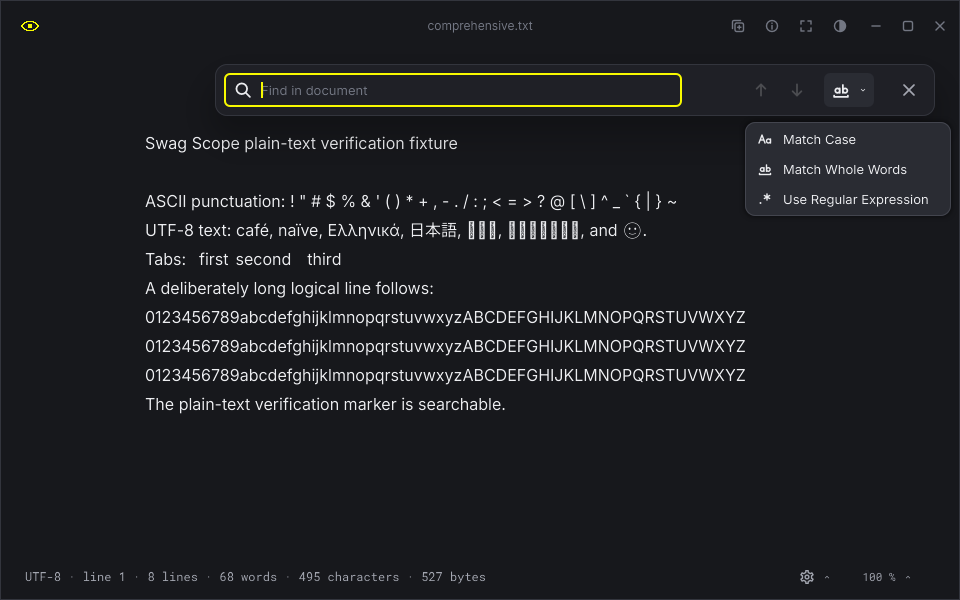 comprehensive.txt
Find in document
ab
Aa Match Case
ab Match Whole Words
.* Use Regular Expression
Swag Scope plain-text verification fixture
ASCII punctuation: ! " # $ % & ' ( ) * + , - . / : ; < = > ? @ [ \ ] ^ _ ` { | } ~
UTF-8 text: café, naïve, Ελληνικά, 日本語, , , and ☺.
Tabs: first second third
A deliberately long logical line follows:
0123456789abcdefghijklmnopqrstuvwxyzABCDEFGHIJKLMNOPQRSTUVWXYZ
0123456789abcdefghijklmnopqrstuvwxyzABCDEFGHIJKLMNOPQRSTUVWXYZ
0123456789abcdefghijklmnopqrstuvwxyzABCDEFGHIJKLMNOPQRSTUVWXYZ
The plain-text verification marker is searchable.
UTF-8 · line 1 · 8 lines · 68 words · 495 characters · 527 bytes
100 %